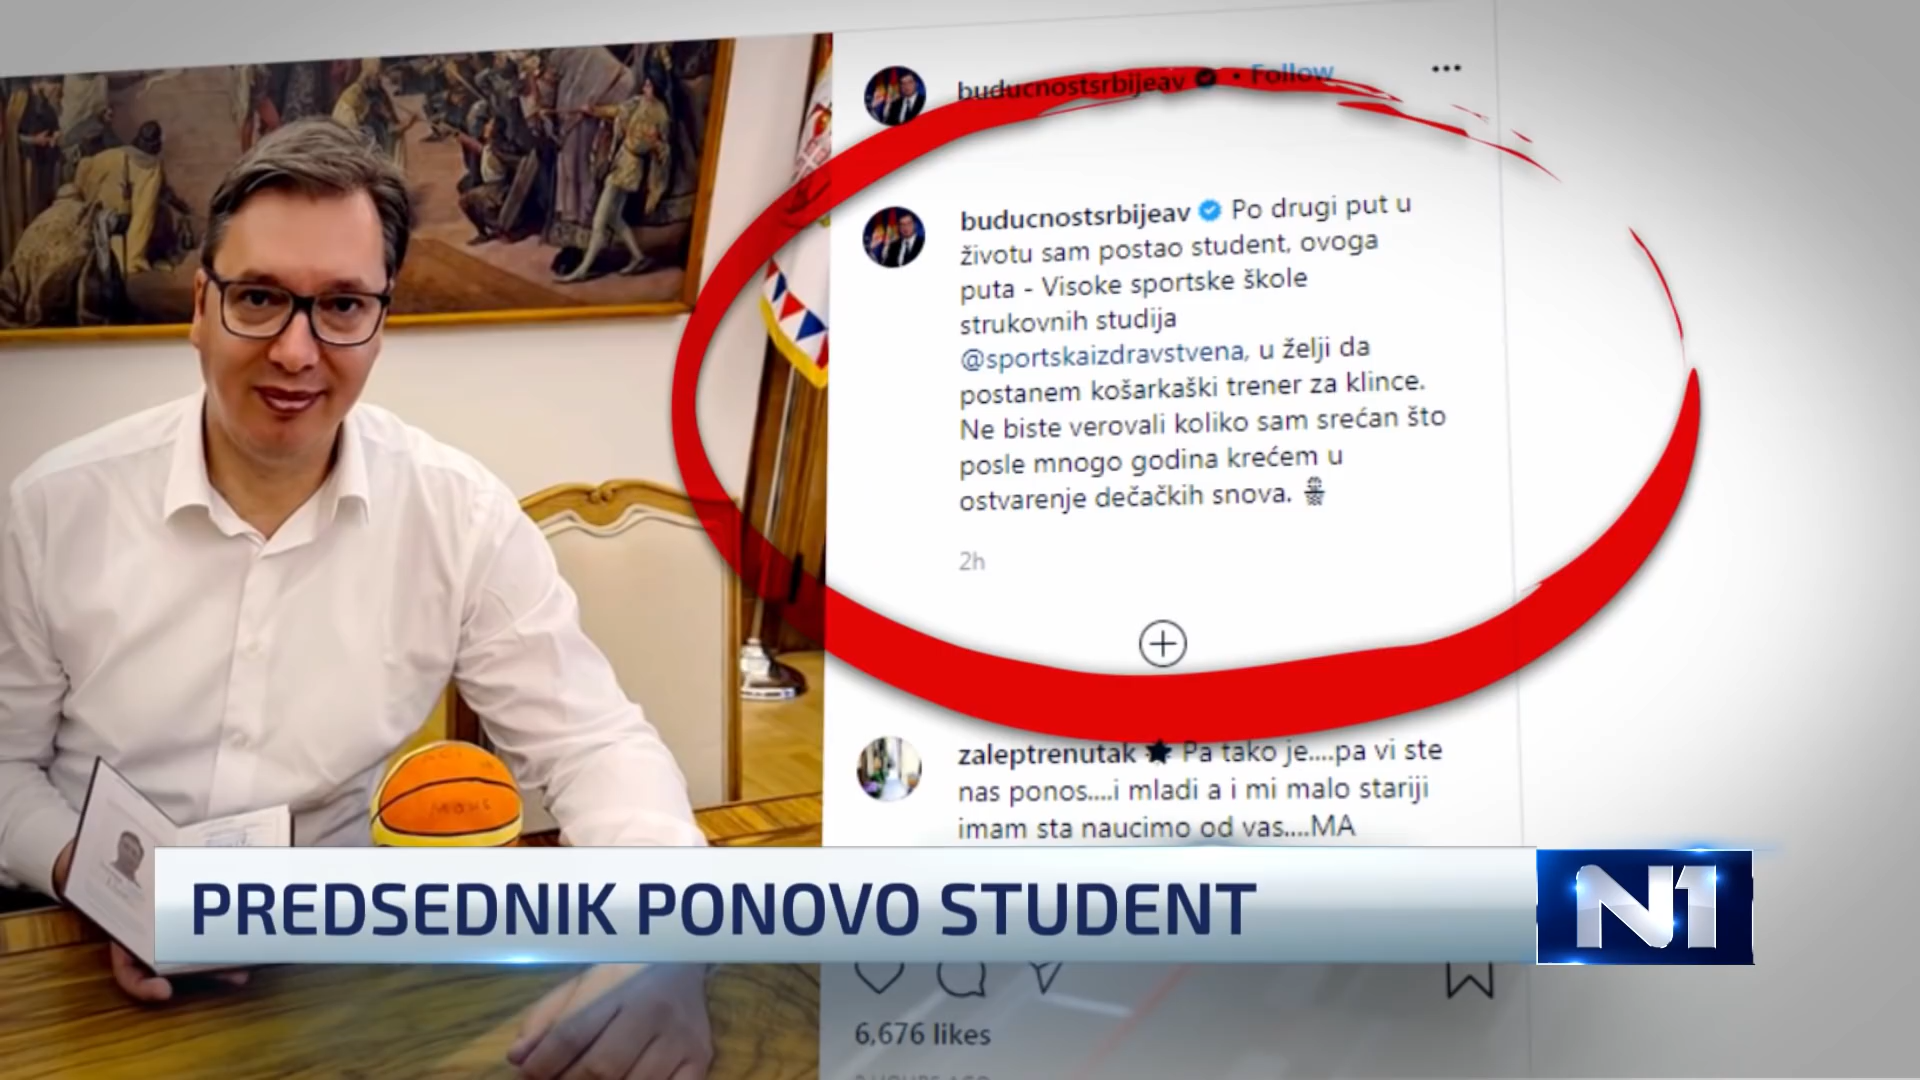 buducnostsrbijeav • Follow
buducnostsrbijeav Po drugi put u
životu sam postao student, ovoga
puta - Visoke sportske škole
strukovnih studija
@sportskaizdravstvena, u želji da
postanem košarkaški trener za klince.
Ne biste verovali koliko sam srećan što
posle mnogo godina krećem u
ostvarenje dečačkih snova.
2h
zaleptrenutak Pa tako je....pa vi ste
nas ponos....i mladi a i mi malo stariji
imam sta naucimo od vas....MA
PREDSEDNIK PONOVO STUDENT
N1
6,676 likes